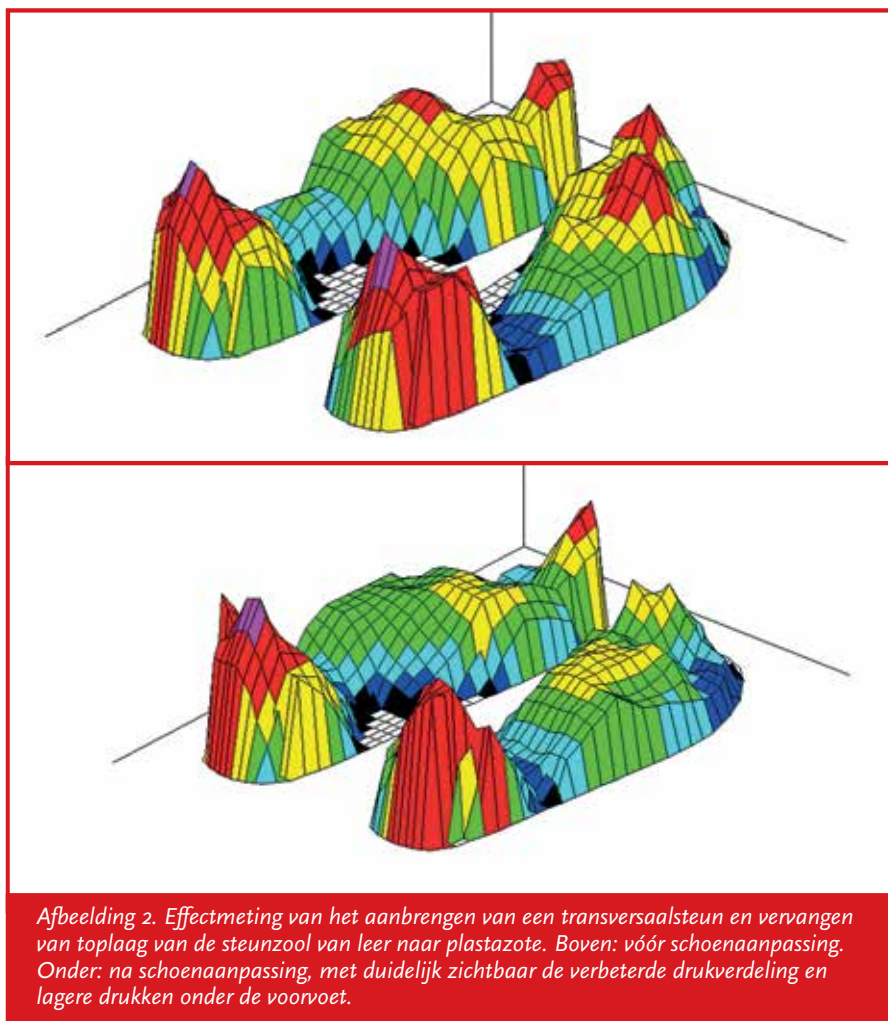 Afbeelding 2. Effectmeting van het aanbrengen van een transversaalsteun en vervangen
van toplaag van de steunzool van leer naar plastazote. Boven: vóór schoenaanpassing.
Onder: na schoenaanpassing, met duidelijk zichtbaar de verbeterde drukverdeling en
lagere drukken onder de voorvoet.